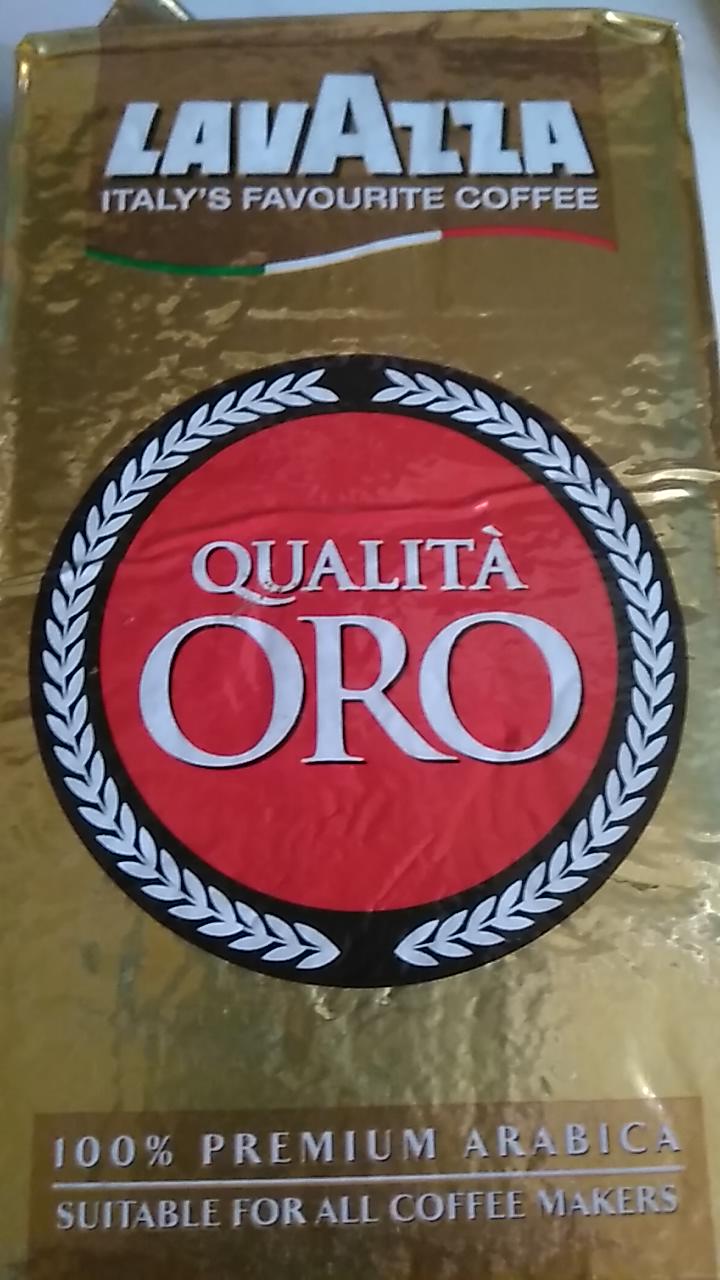 LAVAZZA
ITALY'S FAVOURITE COFFEE
QUALITÀ
ORO
100% PREMIUM ARABICA
SUITABLE FOR ALL COFFEE MAKERS